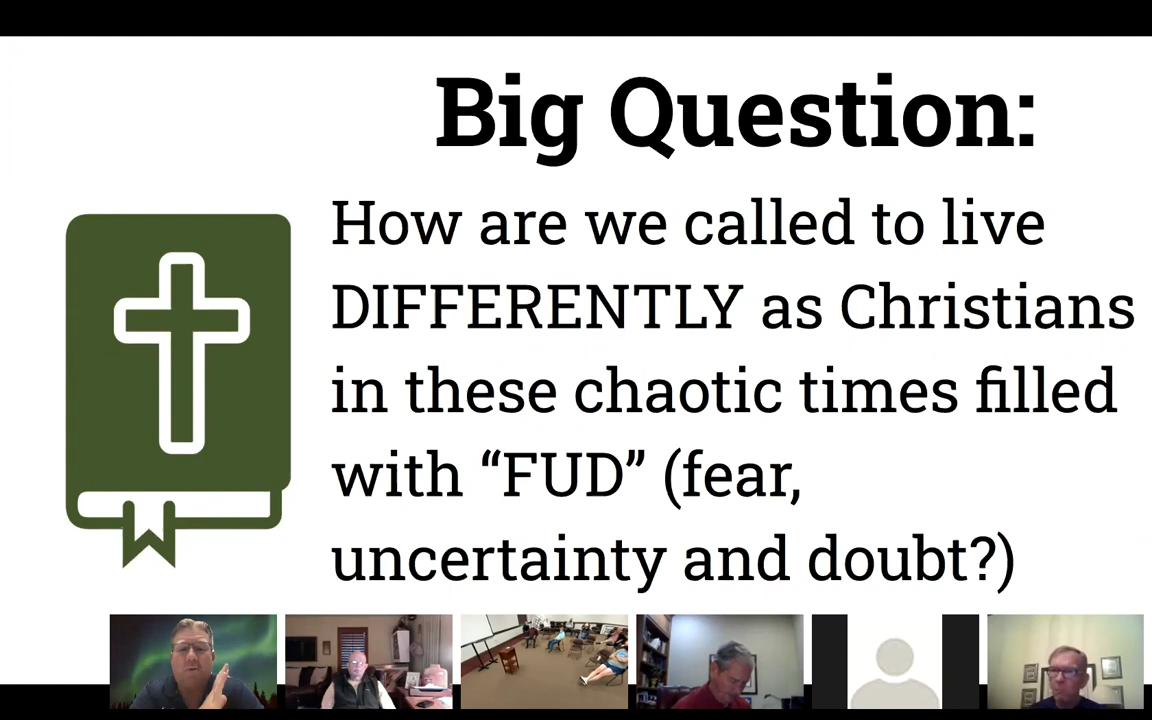 Big Question:
How are we called to live
DIFFERENTLY as Christians
in these chaotic times filled
with “FUD” (fear,
uncertainty and doubt?)